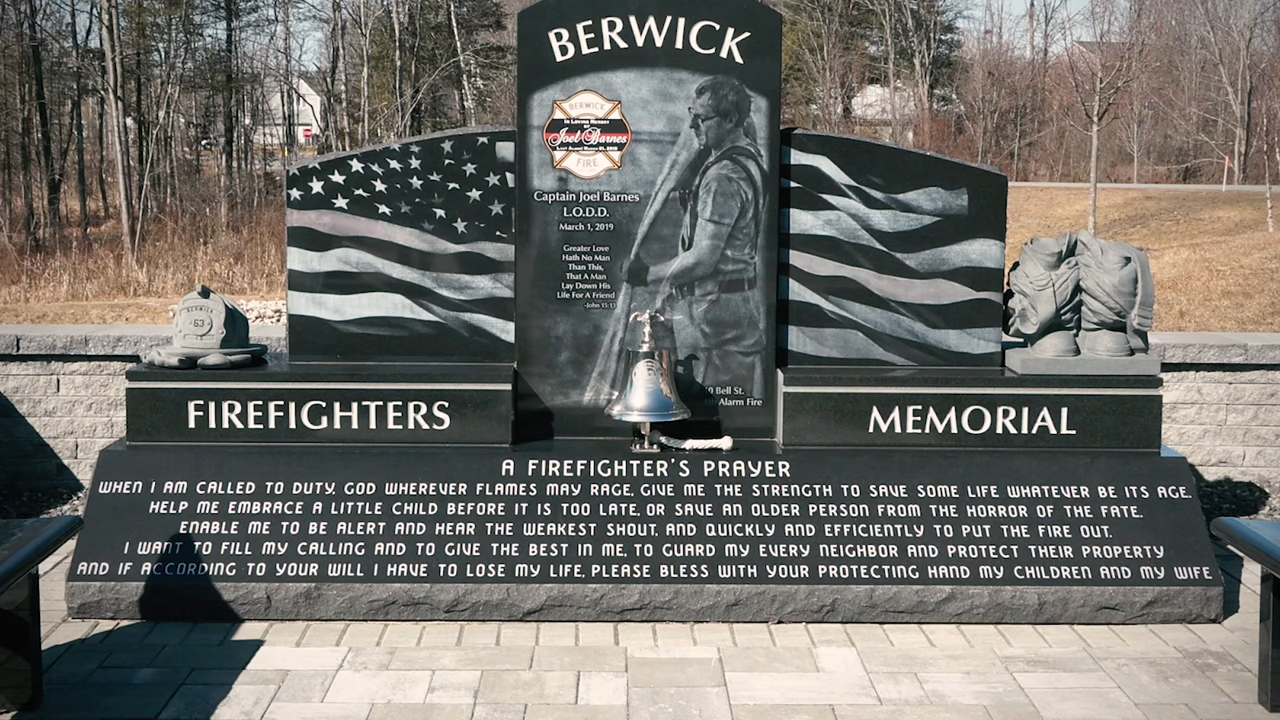 BERWICK
BERWICK
In Loving Memory
of
Joel Barnes
Last Alarm March 01, 2019
FIRE
Captain Joel Barnes
L.O.D.D.
March 1, 2019
Greater Love
Hath No Man
Than This,
That A Man
Lay Down His
Life For A Friend
-John 15:13
BERWICK
63
Bell St.
Alarm Fire
FIREFIGHTERS
MEMORIAL
A FIREFIGHTER'S PRAYER
WHEN I AM CALLED TO DUTY, GOD WHEREVER FLAMES MAY RAGE, GIVE ME THE STRENGTH TO SAVE SOME LIFE WHATEVER BE ITS AGE.
HELP ME EMBRACE A LITTLE CHILD BEFORE IT IS TOO LATE, OR SAVE AN OLDER PERSON FROM THE HORROR OF THE FATE.
ENABLE ME TO BE ALERT AND HEAR THE WEAKEST SHOUT, AND QUICKLY AND EFFICIENTLY TO PUT THE FIRE OUT.
I WANT TO FILL MY CALLING AND TO GIVE THE BEST IN ME, TO GUARD MY EVERY NEIGHBOR AND PROTECT THEIR PROPERTY
AND IF ACCORDING TO YOUR WILL I HAVE TO LOSE MY LIFE, PLEASE BLESS WITH YOUR PROTECTING HAND MY CHILDREN AND MY WIFE